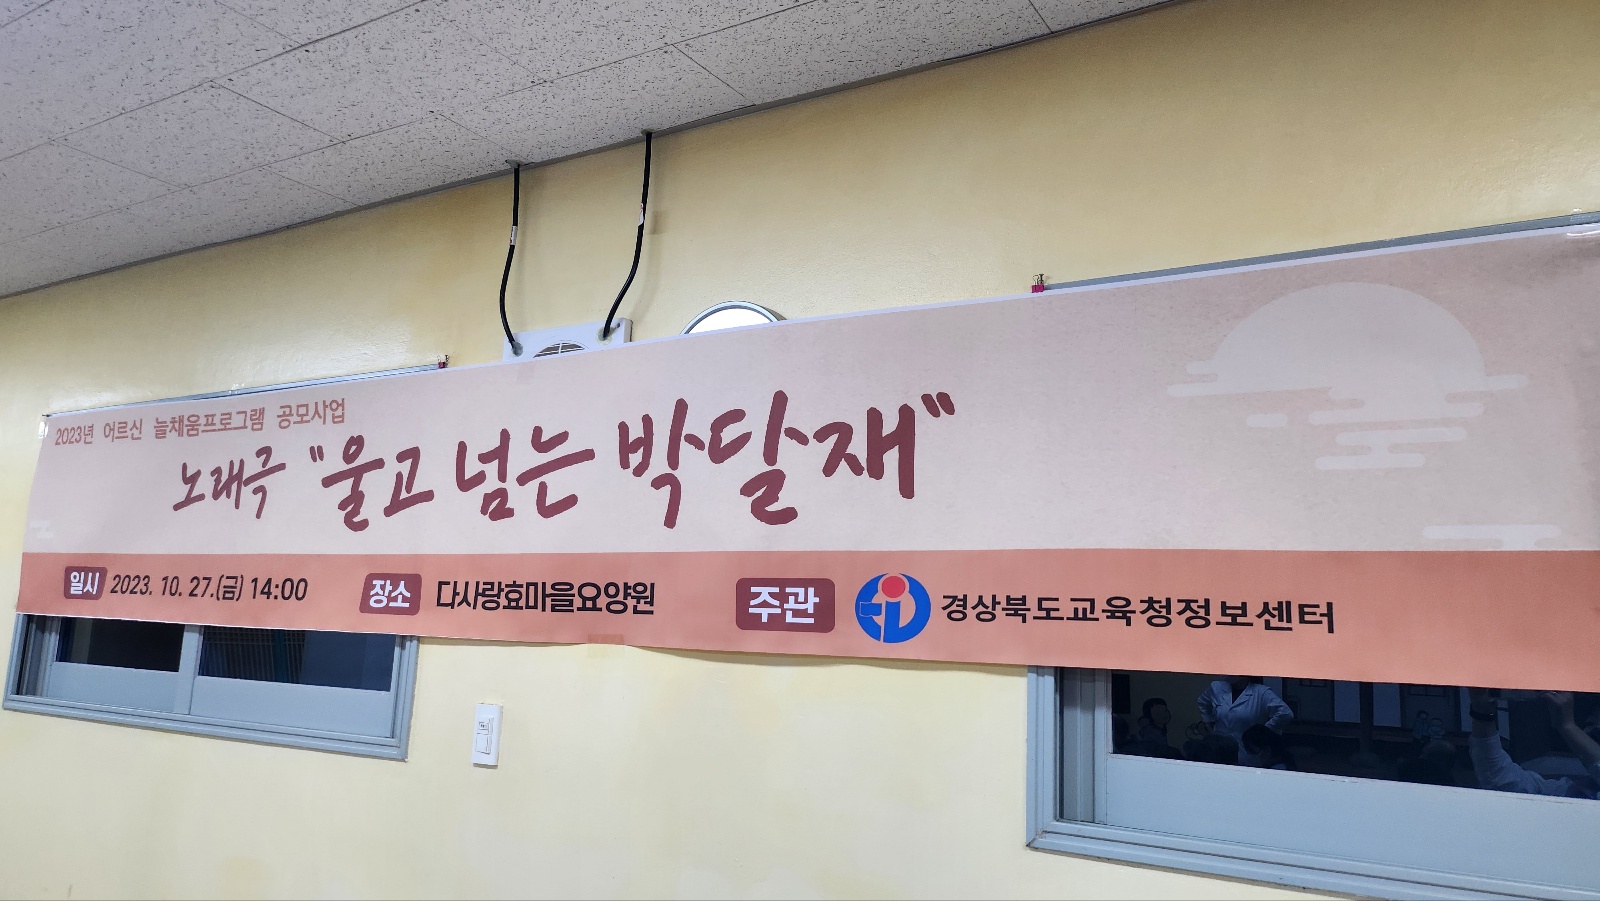 2023년 어르신 늘채움프로그램 공모사업
노래극 "울고 넘는 박달재"
일시 2023. 10. 27.(금) 14:00 장소 다사랑효마을요양원 주관 경상북도교육청정보센터